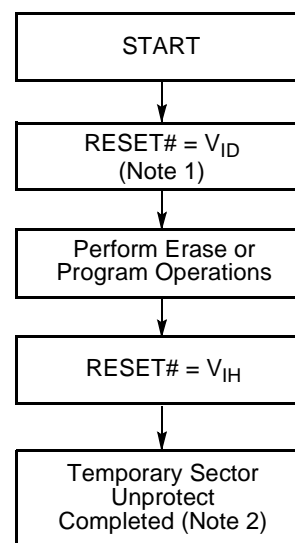 START
RESET# = VID
(Note 1)
Perform Erase or
Program Operations
RESET# = VIH
Temporary Sector
Unprotect
Completed (Note 2)